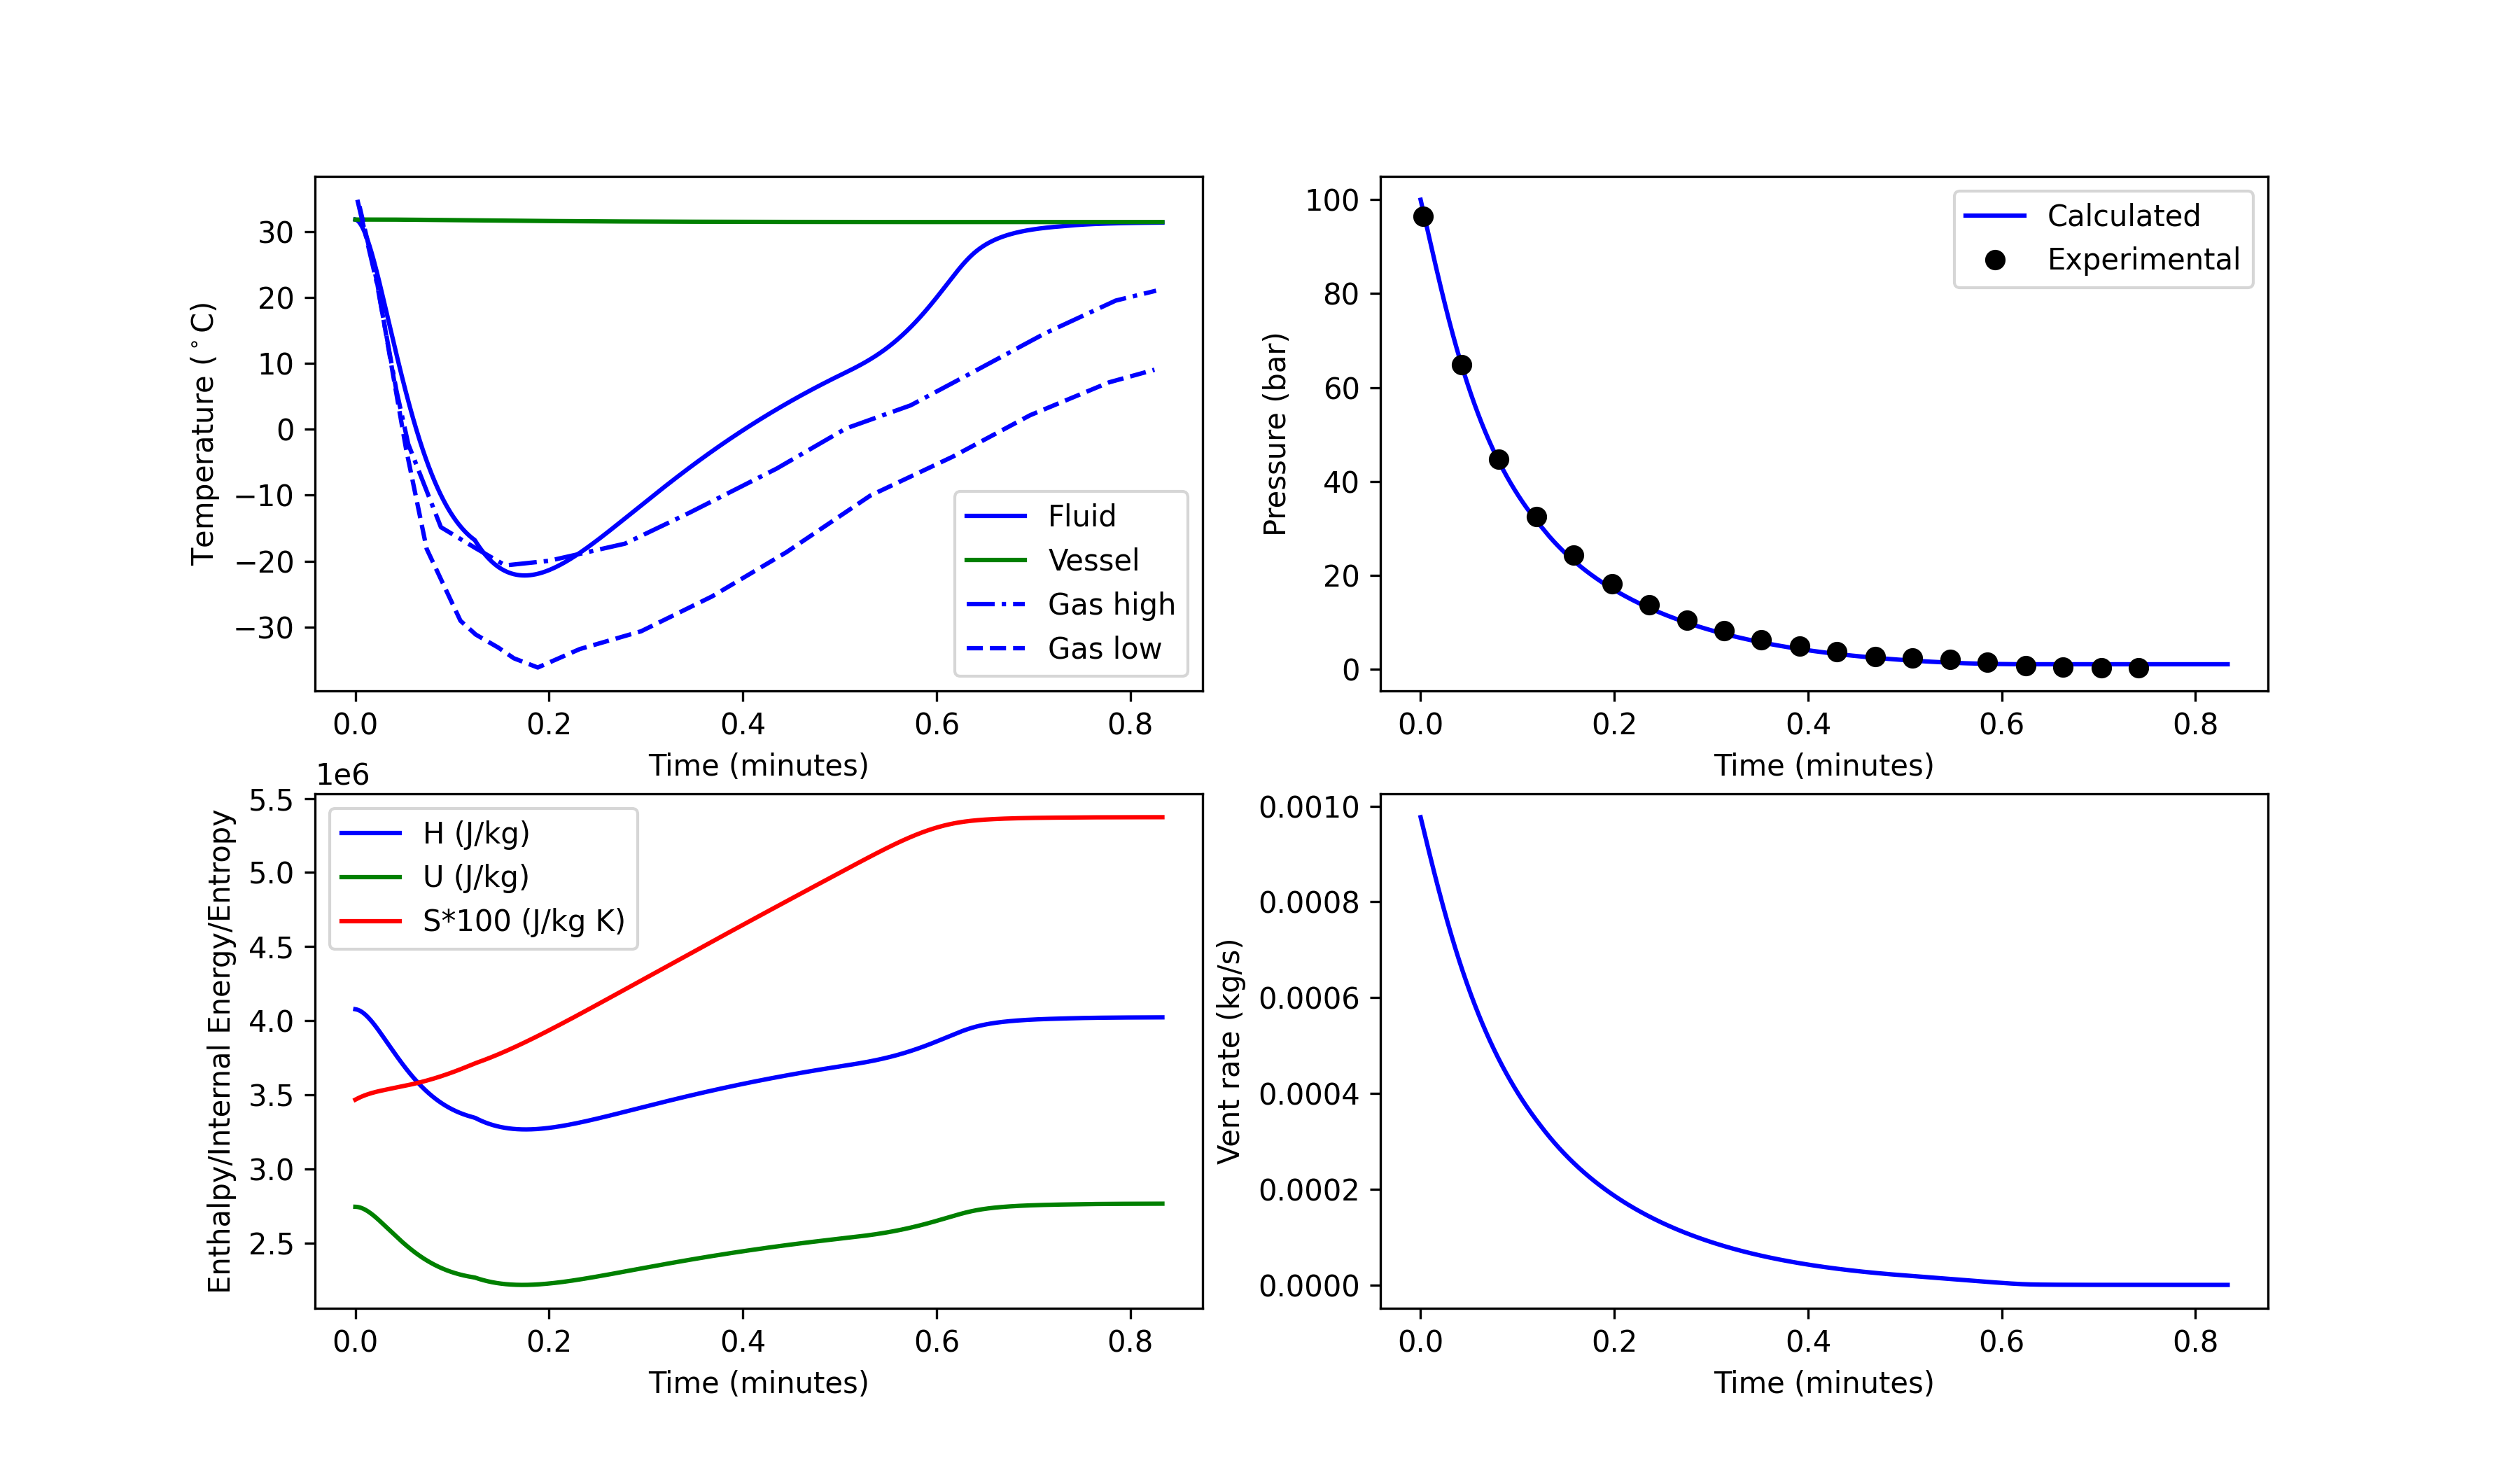 Temperature (°C)
30
20
10
0
−10
−20
−30
Fluid
Vessel
Gas high
Gas low
0.0 0.2 0.4 0.6 0.8
Time (minutes)
Pressure (bar)
100
80
60
40
20
0
Calculated
Experimental
0.0 0.2 0.4 0.6 0.8
Time (minutes)
1e6
Enthalpy/Internal Energy/Entropy
5.5
5.0
4.5
4.0
3.5
3.0
2.5
H (J/kg)
U (J/kg)
S*100 (J/kg K)
0.0 0.2 0.4 0.6 0.8
Time (minutes)
Vent rate (kg/s)
0.0010
0.0008
0.0006
0.0004
0.0002
0.0000
0.0 0.2 0.4 0.6 0.8
Time (minutes)